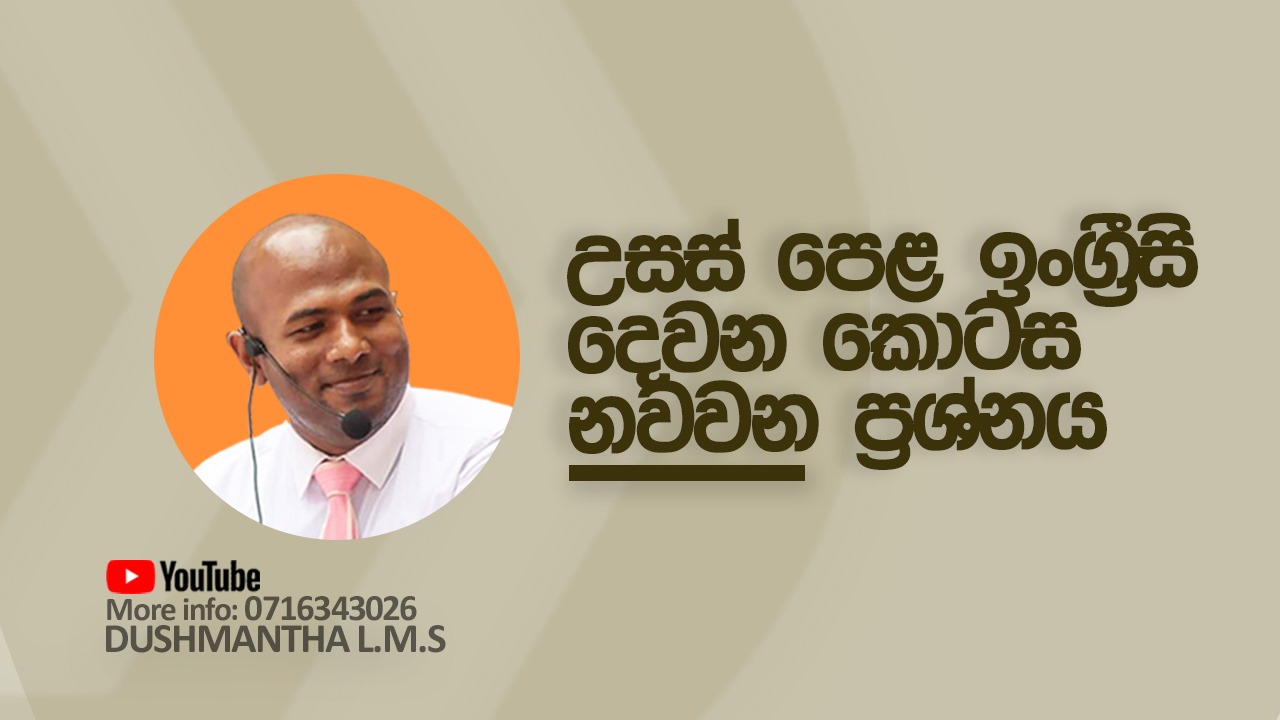 උසස් පෙළ ඉංග්‍රීසි
දෙවන කොටස
නවවන ප්‍රශ්නය
YouTube
More info: 0716343026
DUSHMANTHA L.M.S